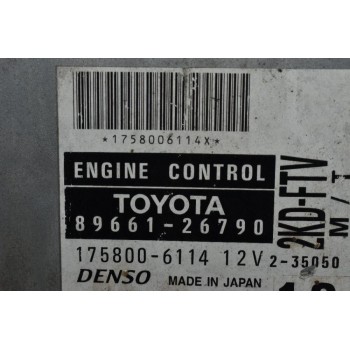 *1758006114X*
ENGINE CONTROL
TOYOTA
89661-26790
2KD-FTV
M/T
175800-6114 12V 2-35050
DENSO MADE IN JAPAN